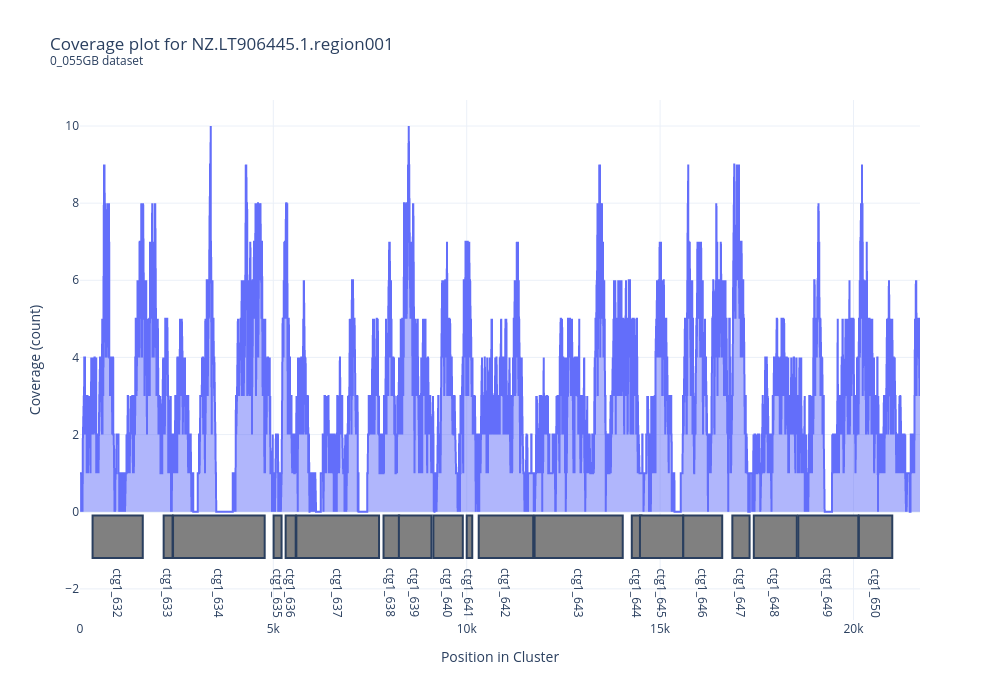 Coverage plot for NZ.LT906445.1.region001
0_055GB dataset
10
8
6
4
2
0
−2
Coverage (count)
ctg1_632
ctg1_633
ctg1_634
ctg1_635
ctg1_636
ctg1_637
ctg1_638
ctg1_639
ctg1_640
ctg1_641
ctg1_642
ctg1_643
ctg1_644
ctg1_645
ctg1_646
ctg1_647
ctg1_648
ctg1_649
ctg1_650
0
5k
10k
15k
20k
Position in Cluster